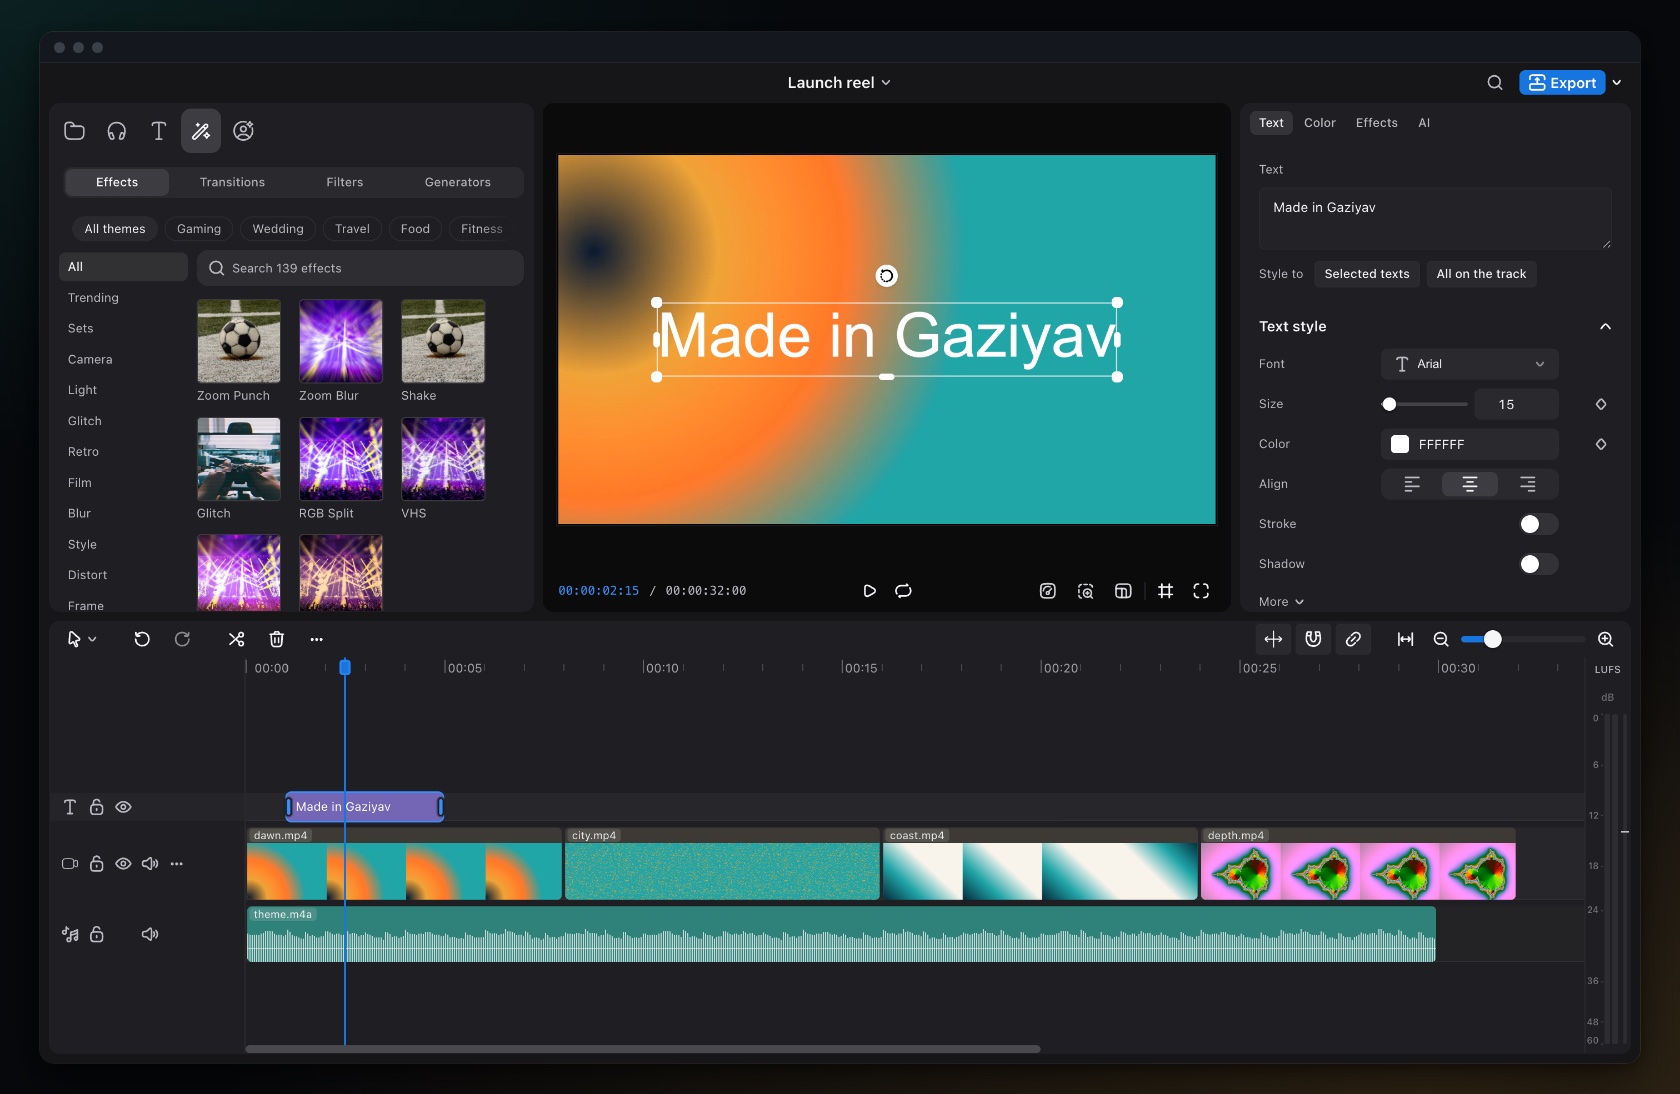 Launch reel
Export
Effects
Transitions
Filters
Generators
All themes
Gaming
Wedding
Travel
Food
Fitness
All
Trending
Sets
Camera
Light
Glitch
Retro
Film
Blur
Style
Distort
Frame
Search 139 effects
Zoom Punch
Zoom Blur
Shake
Glitch
RGB Split
VHS
Made in Gaziyav
00:00:02:15 / 00:00:32:00
Text
Color
Effects
AI
Text
Made in Gaziyav
Style to
Selected texts
All on the track
Text style
Font
Arial
Size
15
Color
FFFFFF
Align
Stroke
Shadow
More
00:00
00:05
00:10
00:15
00:20
00:25
00:30
LUFS
dB
0
6
12
18
24
36
48
60
Made in Gaziyav
dawn.mp4
city.mp4
coast.mp4
depth.mp4
theme.m4a